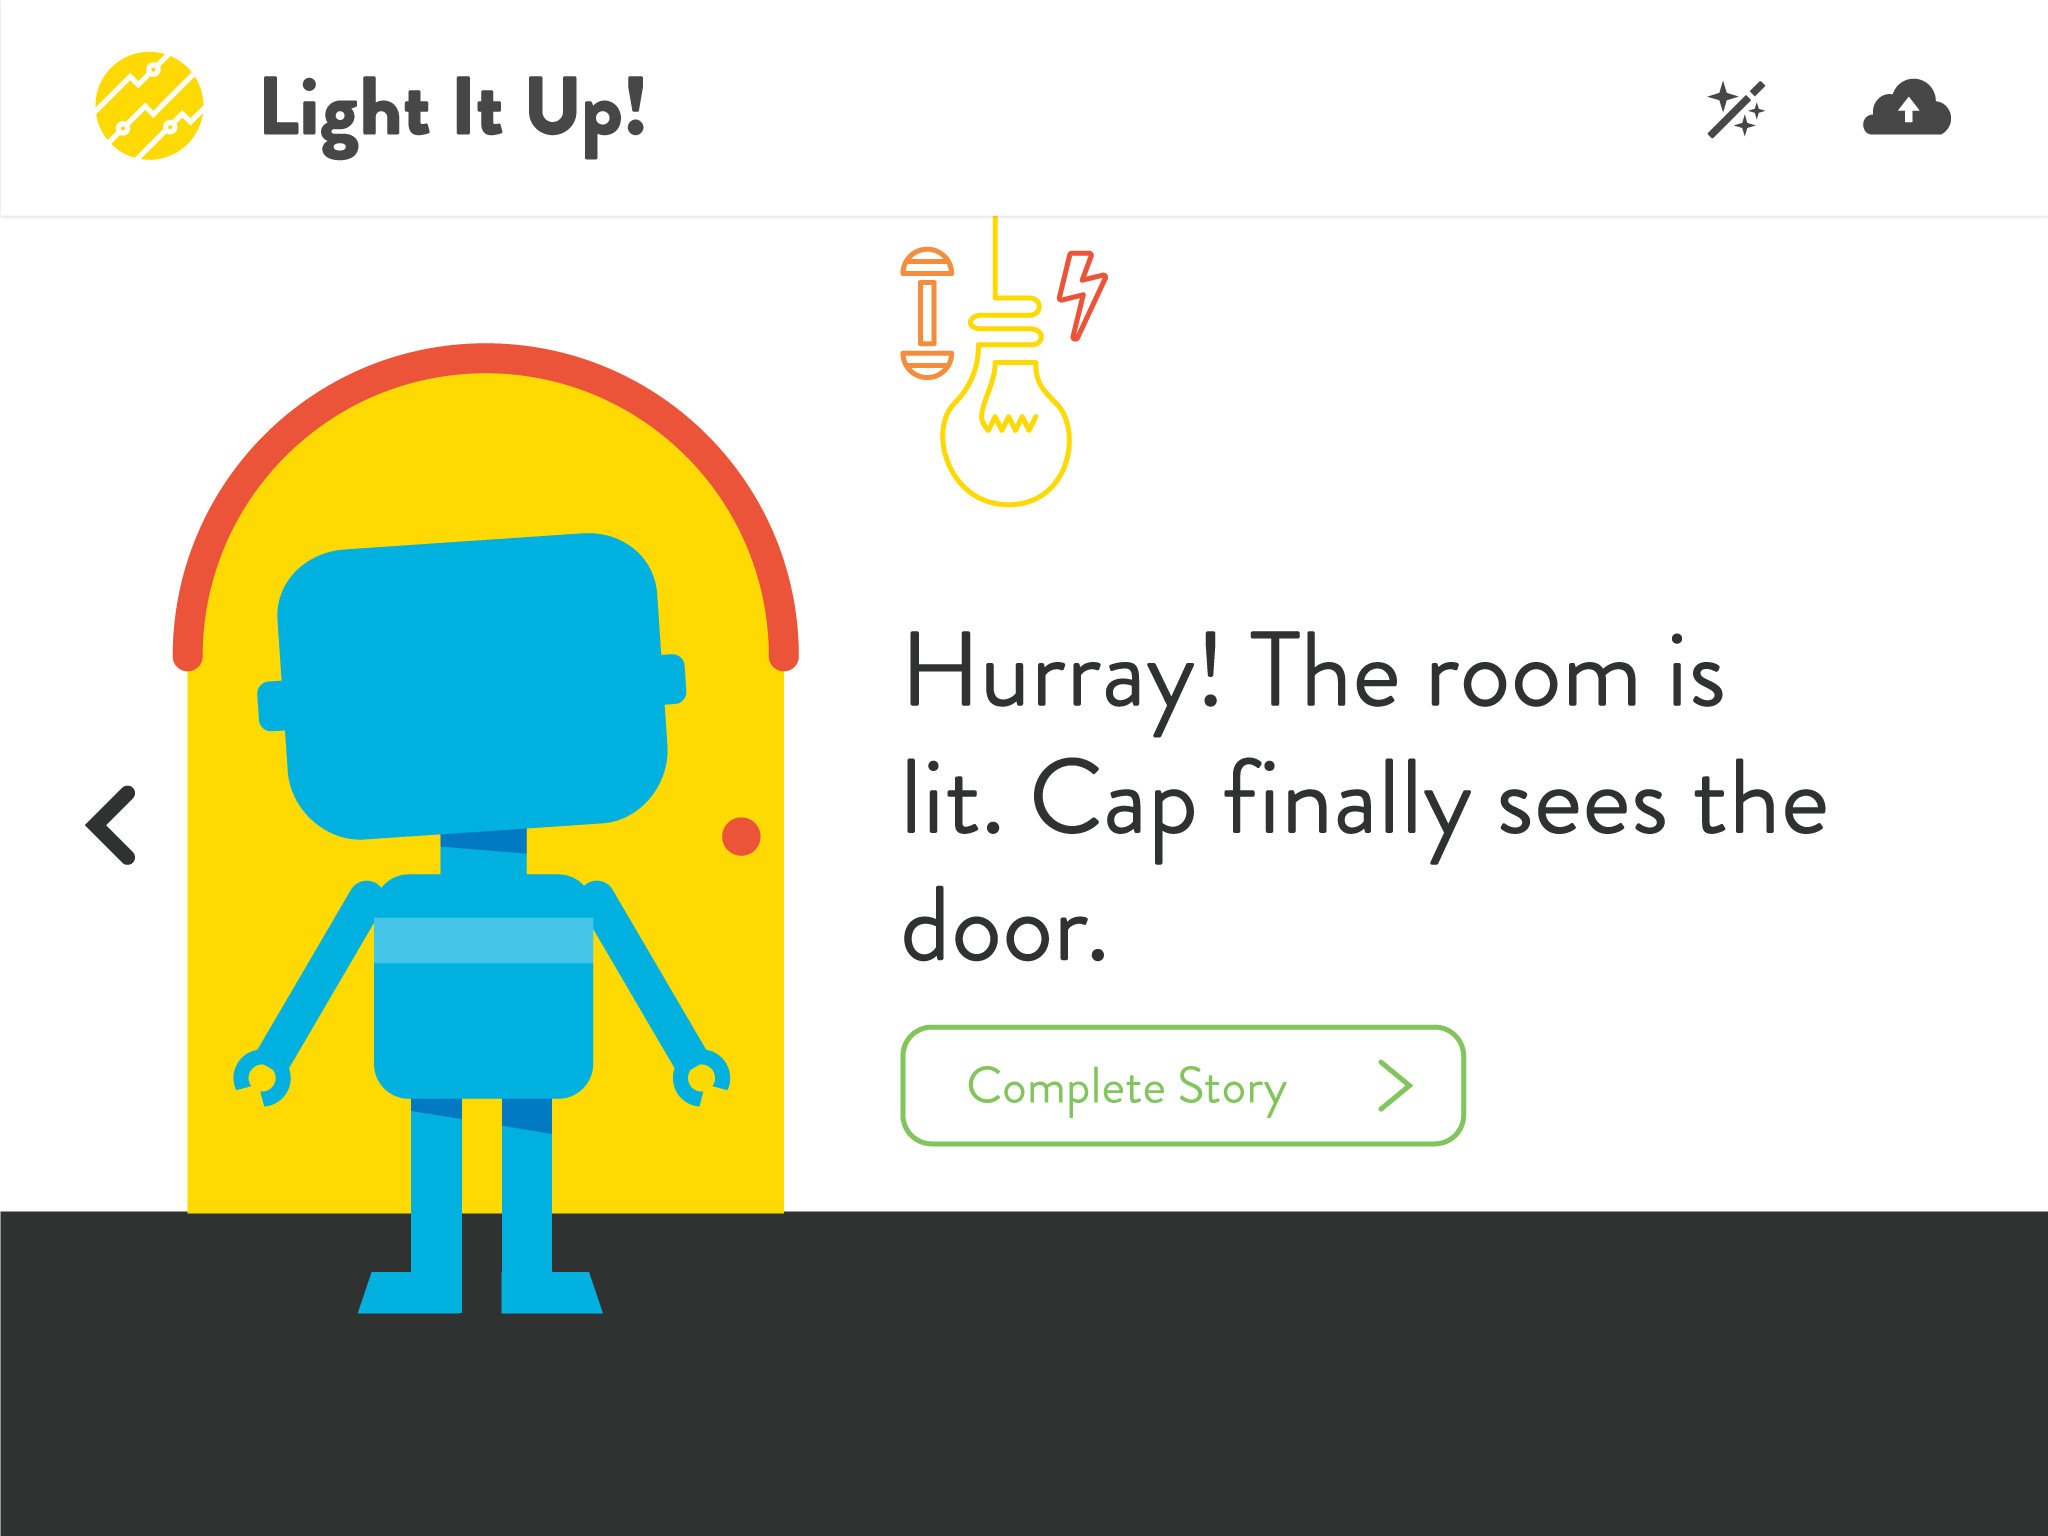 Light It Up!
Hurray! The room is
lit. Cap finally sees the
door.
Complete Story